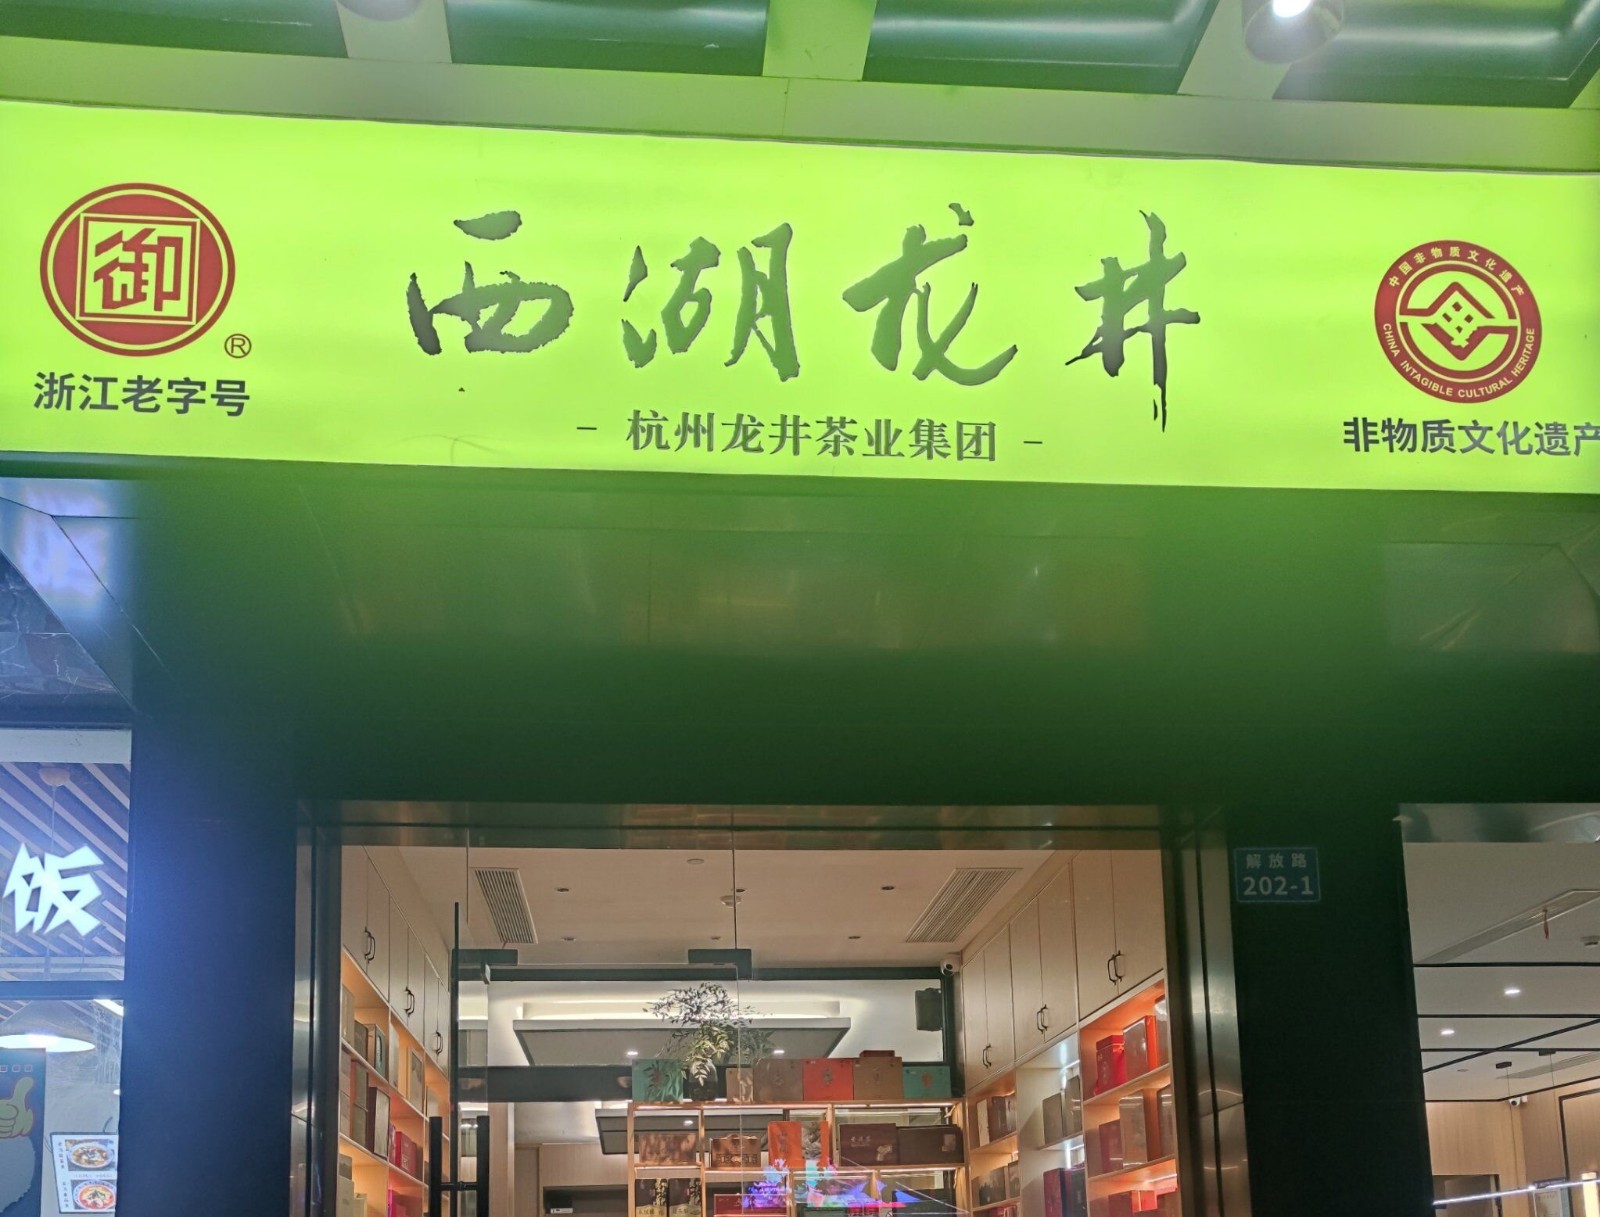 御
®
浙江老字号
西湖龙井
- 杭州龙井茶业集团 -
中国非物质文化遗产
CHINA INTAGIBLE CULTURAL HERITAGE
非物质文化遗产
饭
解放路
202-1